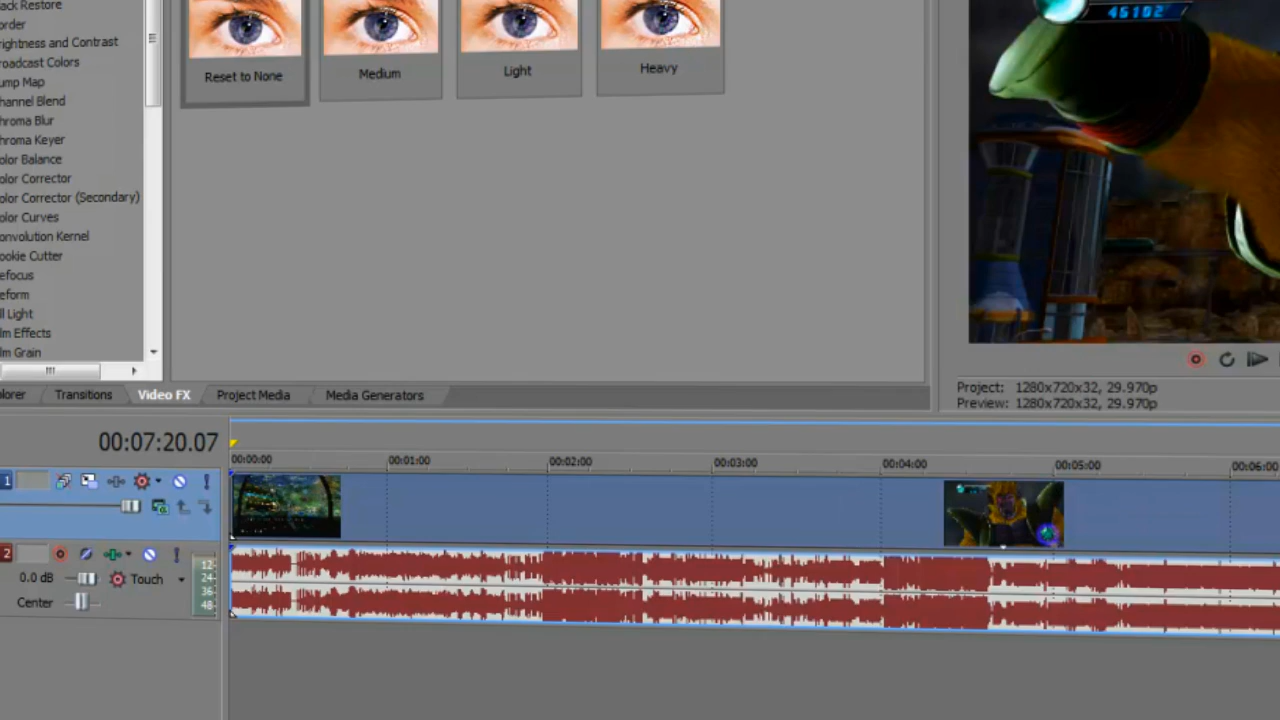 ack Restore
order
rightness and Contrast
roadcast Colors
ump Map
hannel Blend
hroma Blur
hroma Keyer
olor Balance
olor Corrector
olor Corrector (Secondary)
olor Curves
onvolution Kernel
ookie Cutter
efocus
eform
ll Light
lm Effects
lm Grain
Reset to None
Medium
Light
Heavy
45102
plorer
Transitions
Video FX
Project Media
Media Generators
Project: 1280x720x32, 29.970p
Preview: 1280x720x32, 29.970p
00:07:20.07
00:00:00
00:01:00
00:02:00
00:03:00
00:04:00
00:05:00
00:06:00
1
2
0.0 dB
Touch
Center
12
24
36
48